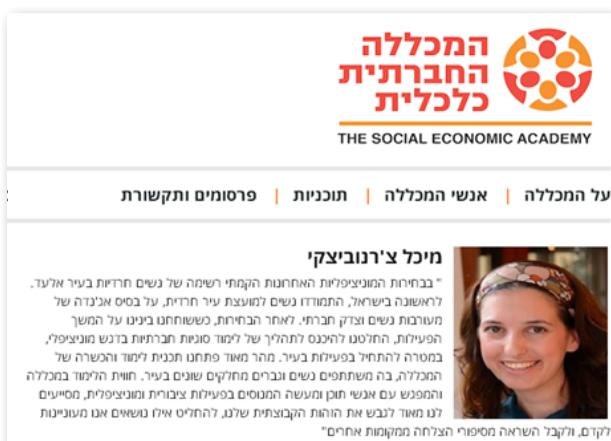 המכללה
החברתית
כלכלית
THE SOCIAL ECONOMIC ACADEMY
על המכללה | אנשי המכללה | תוכניות | פרסומים ותקשורת
מיכל צ'רנוביצקי
" בבחירות המוניציפליות האחרונות הקמתי רשימה של נשים חרדיות בעיר אלעד.
לראשונה בישראל, התמודדו נשים למועצת עיר חרדית, על בסיס אג'נדה של
מעורבות נשים וצדק חברתי. לאחר הבחירות, כששוחחנו בינינו על המשך
הפעילות, החלטנו להיכנס לתהליך של לימוד סוגיות חברתיות בדגש מוניציפלי,
במטרה להתחיל בפעילות בעיר. מהר מאוד פתחנו תכנית לימוד והכשרה של
המכללה, בה משתתפים נשים וגברים מחלקים שונים בעיר. חווית הלימוד במכללה
והמפגש עם אנשי תוכן ומעשה המנוסים בפעילות ציבורית ומוניציפלית, מסייעים
לנו מאוד לגבש את הזהות הקבוצתית שלנו, להחליט אילו נושאים אנו מעוניינות
לקדם, ולקבל השראה מסיפורי הצלחה ממקומות אחרים"